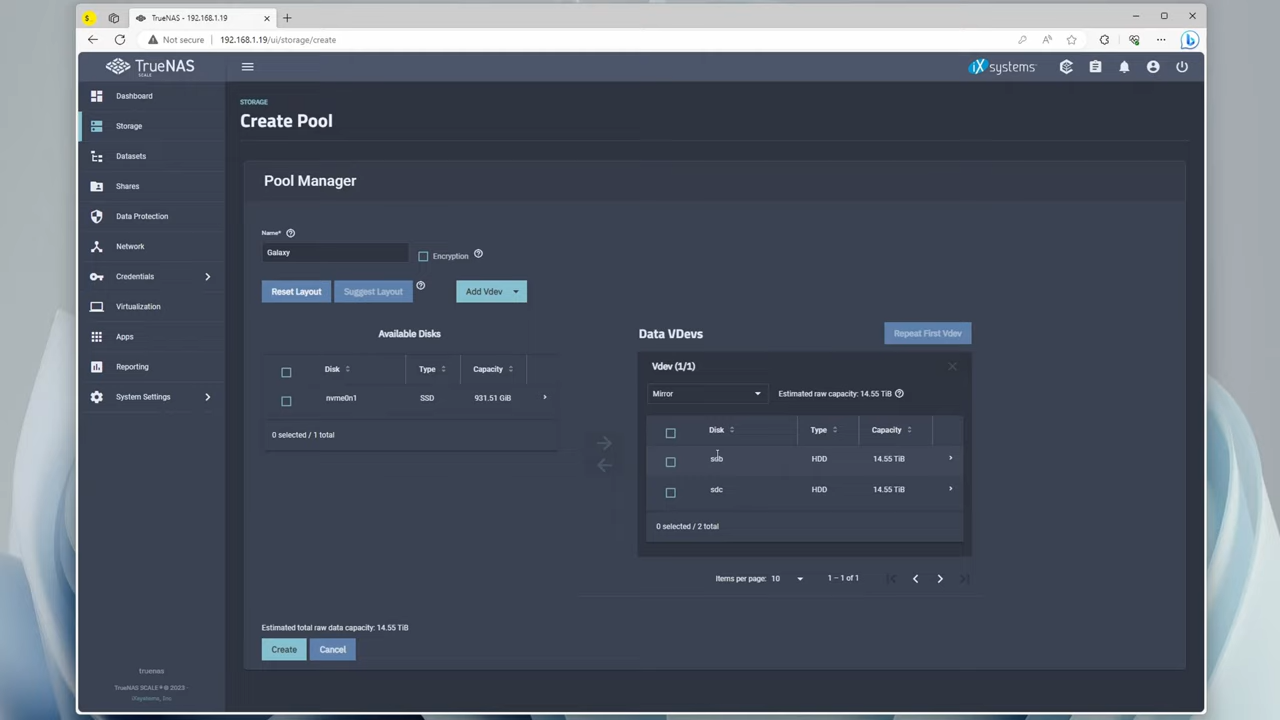 TrueNAS - 192.168.1.19
Not secure
192.168.1.19/ui/storage/create
TrueNAS
SCALE
iXsystems
Dashboard
Storage
Datasets
Shares
Data Protection
Network
Credentials
Virtualization
Apps
Reporting
System Settings
truenas
TrueNAS SCALE ® © 2023 -
iXsystems, Inc
STORAGE
Create Pool
Pool Manager
Name*
Galaxy
Encryption
Reset Layout
Suggest Layout
Add Vdev
Available Disks
Disk Type Capacity
nvme0n1 SSD 931.51 GiB
0 selected / 1 total
Data VDevs
Repeat First Vdev
Vdev (1/1)
Mirror
Estimated raw capacity: 14.55 TiB
Disk Type Capacity
sdb HDD 14.55 TiB
sdc HDD 14.55 TiB
0 selected / 2 total
Items per page: 10
1 – 1 of 1
Estimated total raw data capacity: 14.55 TiB
Create
Cancel